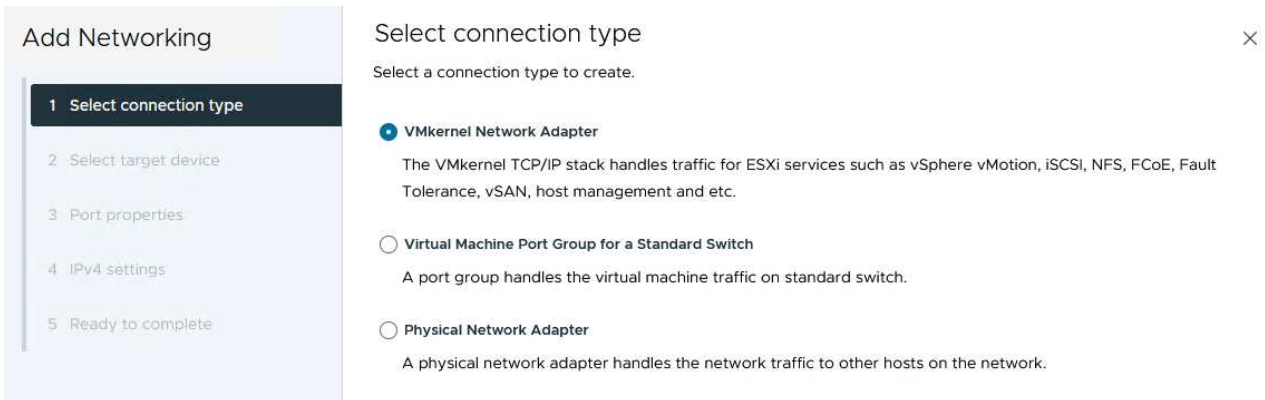 Add Networking
1 Select connection type
2 Select target device
3 Port properties
4 IPv4 settings
5 Ready to complete
Select connection type
Select a connection type to create.
VMkernel Network Adapter
The VMkernel TCP/IP stack handles traffic for ESXi services such as vSphere vMotion, iSCSI, NFS, FCoE, Fault
Tolerance, vSAN, host management and etc.
Virtual Machine Port Group for a Standard Switch
A port group handles the virtual machine traffic on standard switch.
Physical Network Adapter
A physical network adapter handles the network traffic to other hosts on the network.